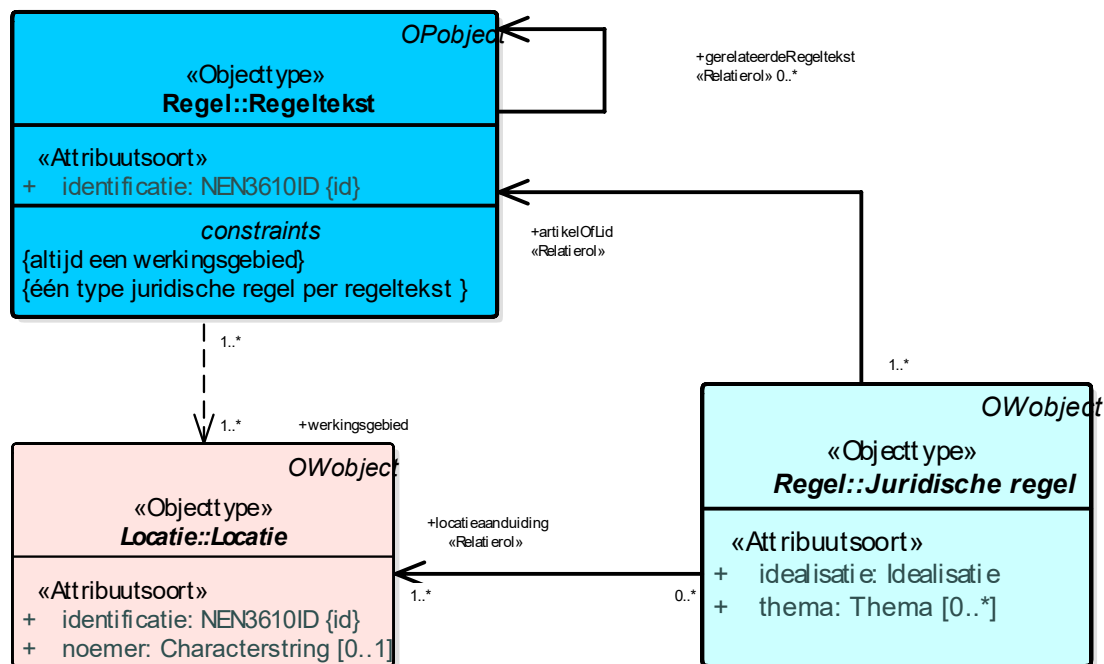 OPobject
«Objecttype»
Regel::Regeltekst
«Attribuutsoort»
+ identificatie: NEN3610ID {id}
constraints
{altijd een werkingsgebied}
{één type juridische regel per regeltekst }
+gerelateerdeRegeltekst
«Relatierol» 0..*
+artikelOfLid
«Relatierol»
1..*
1..*
1..*
+werkingsgebied
OWobject
«Objecttype»
Locatie::Locatie
«Attribuutsoort»
+ identificatie: NEN3610ID {id}
+ noemer: Characterstring [0..1]
+locatieaanduiding
«Relatierol»
1..*
0..*
OWobject
«Objecttype»
Regel::Juridische regel
«Attribuutsoort»
+ idealisatie: Idealisatie
+ thema: Thema [0..*]